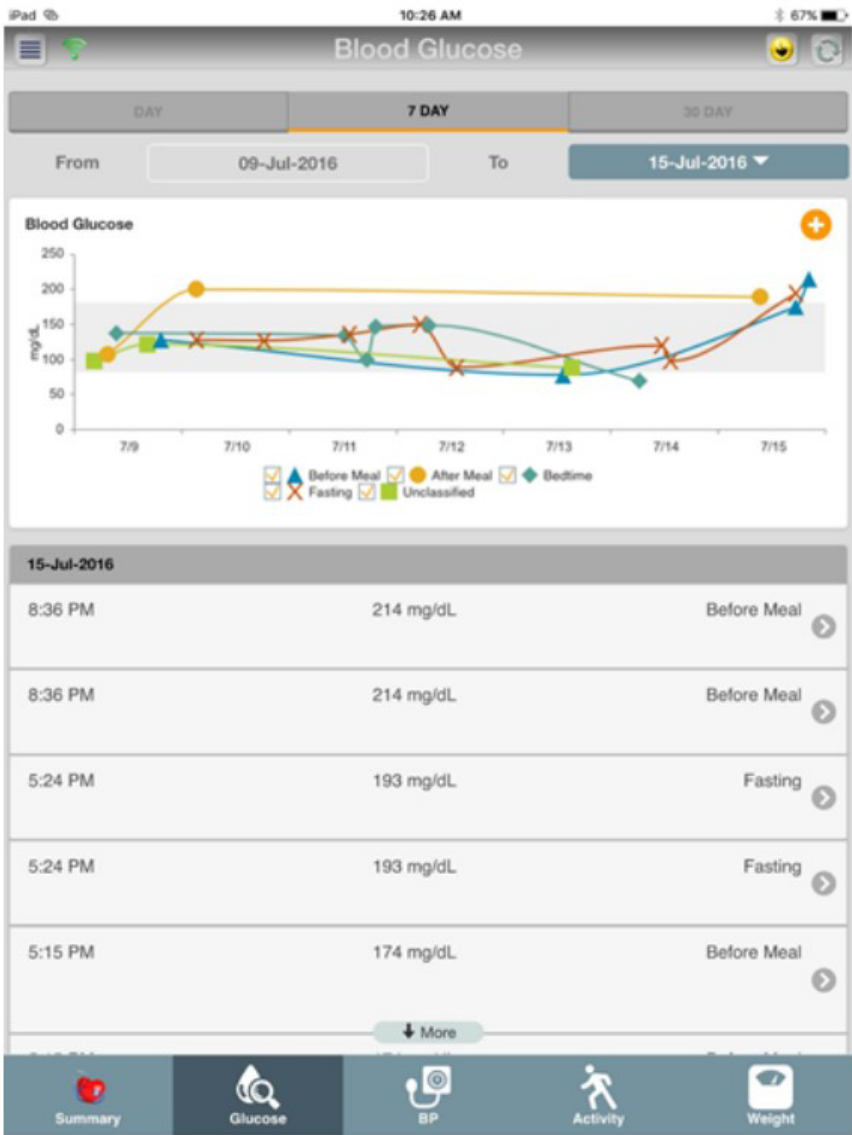 iPad 10:26 AM 67%
Blood Glucose
DAY 7 DAY 30 DAY
From 09-Jul-2016 To 15-Jul-2016
Blood Glucose
mg/dL
250
200
150
100
50
0
7/9 7/10 7/11 7/12 7/13 7/14 7/15
Before Meal After Meal Bedtime
Fasting Unclassified
15-Jul-2016
8:36 PM 214 mg/dL Before Meal
8:36 PM 214 mg/dL Before Meal
5:24 PM 193 mg/dL Fasting
5:24 PM 193 mg/dL Fasting
5:15 PM 174 mg/dL Before Meal
More
Summary Glucose BP Activity Weight